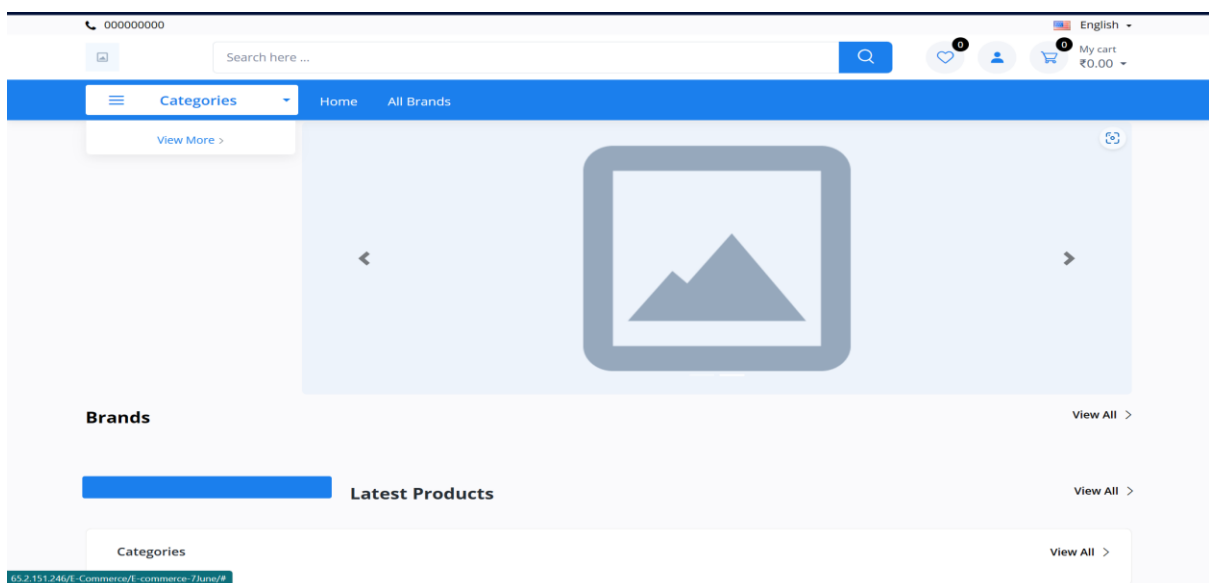 000000000
English
Search here ...
0
0
My cart
₹0.00
Categories
Home
All Brands
View More >
Brands
View All >
Latest Products
View All >
Categories
View All >
65.2.151.246/E-Commerce/E-commerce-7June/#